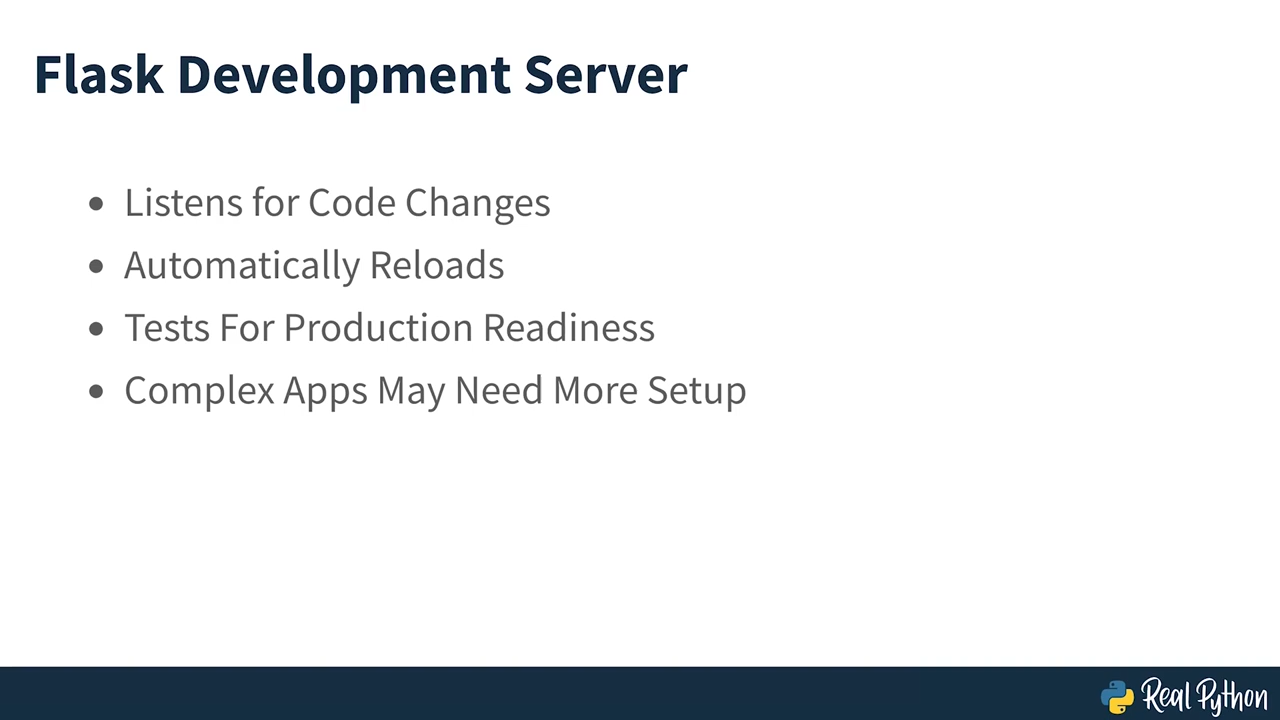 Flask Development Server
• Listens for Code Changes
• Automatically Reloads
• Tests For Production Readiness
• Complex Apps May Need More Setup
Real Python